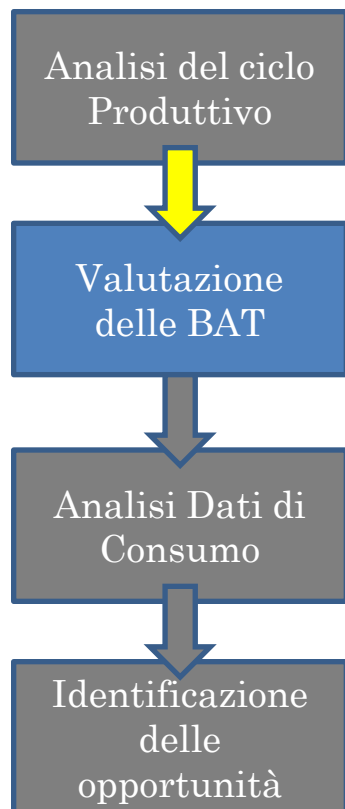 Analisi del ciclo
Produttivo
Valutazione
delle BAT
Analisi Dati di
Consumo
Identificazione
delle
opportunità